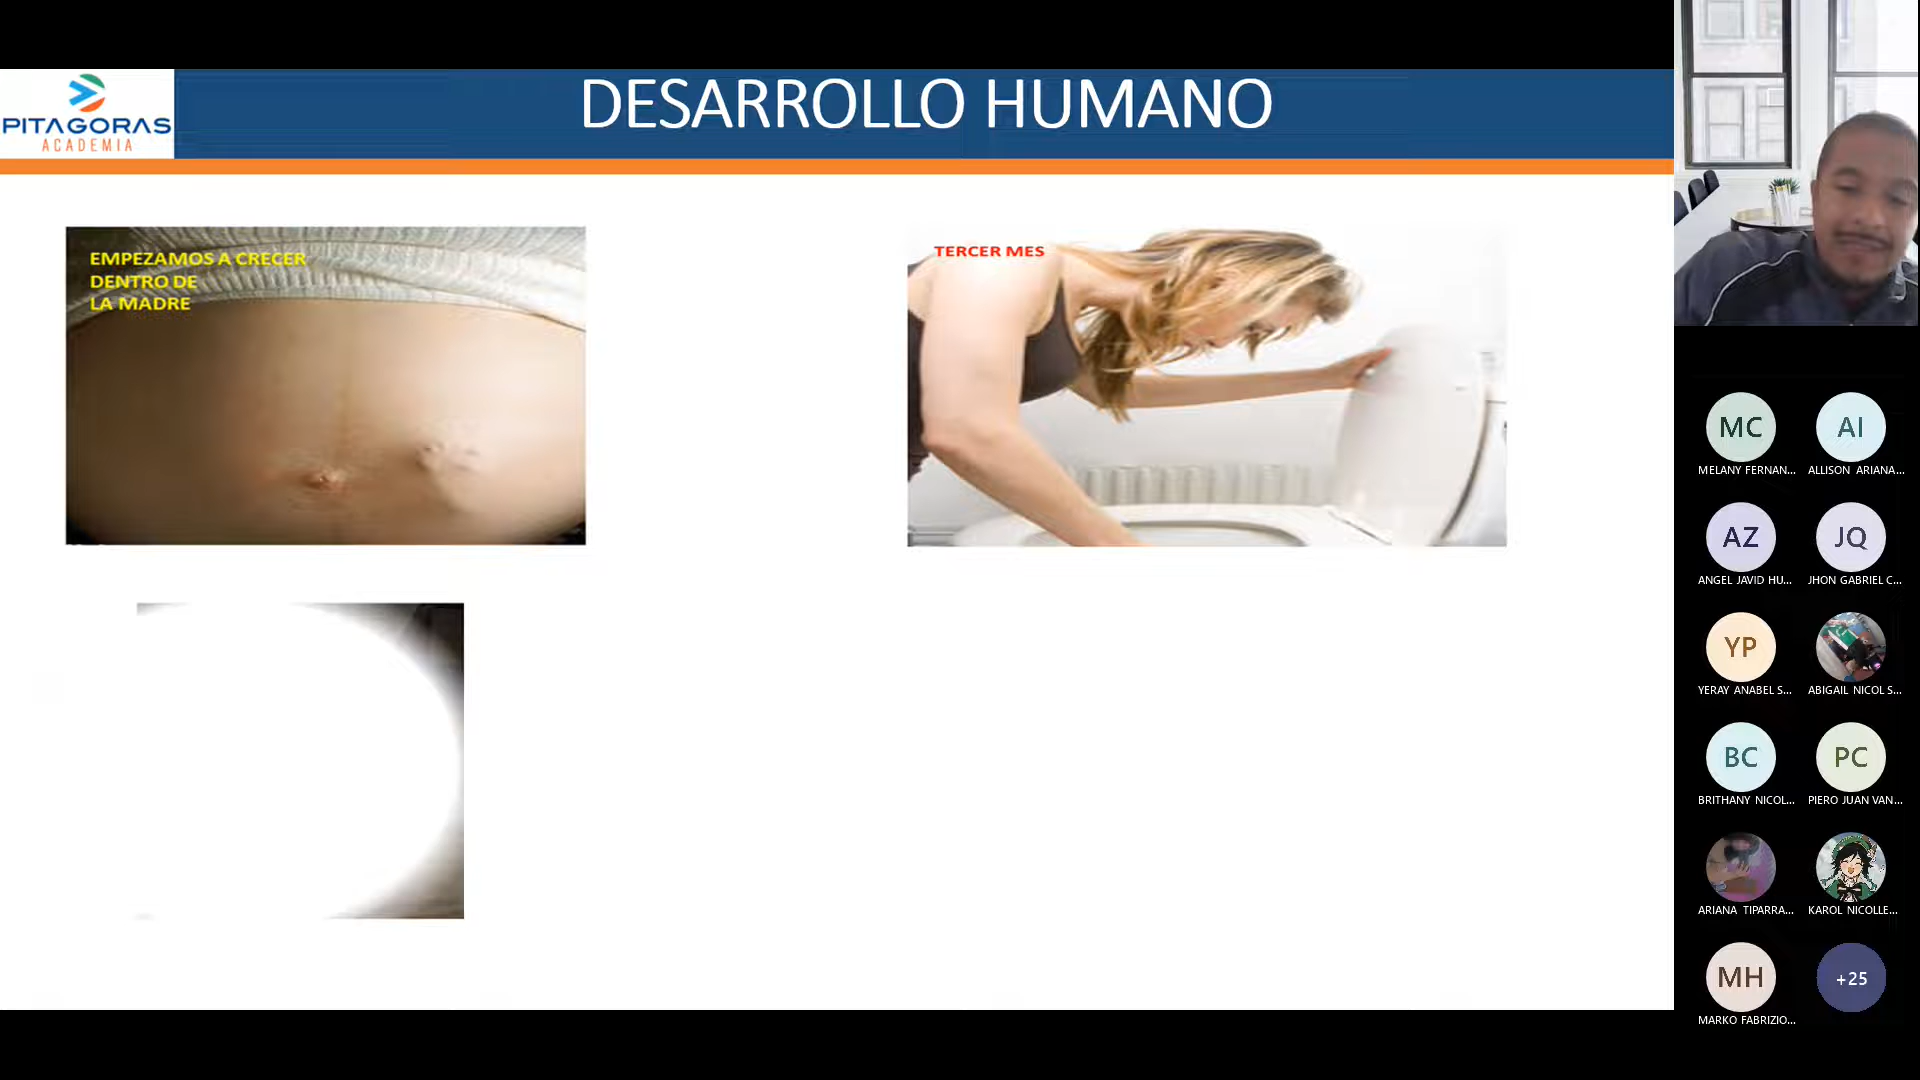 PITAGORAS
ACADEMIA
DESARROLLO HUMANO
EMPEZAMOS A CRECER
DENTRO DE
LA MADRE
TERCER MES
MC
MELANY FERNAN...
AI
ALLISON ARIANA...
AZ
ANGEL JAVID HU...
JQ
JHON GABRIEL C...
YP
YERAY ANABEL S...
ABIGAIL NICOL S...
BC
BRITHANY NICOL...
PC
PIERO JUAN VAN...
ARIANA TIPARRA...
KAROL NICOLLE...
MH
MARKO FABRIZIO...
+25